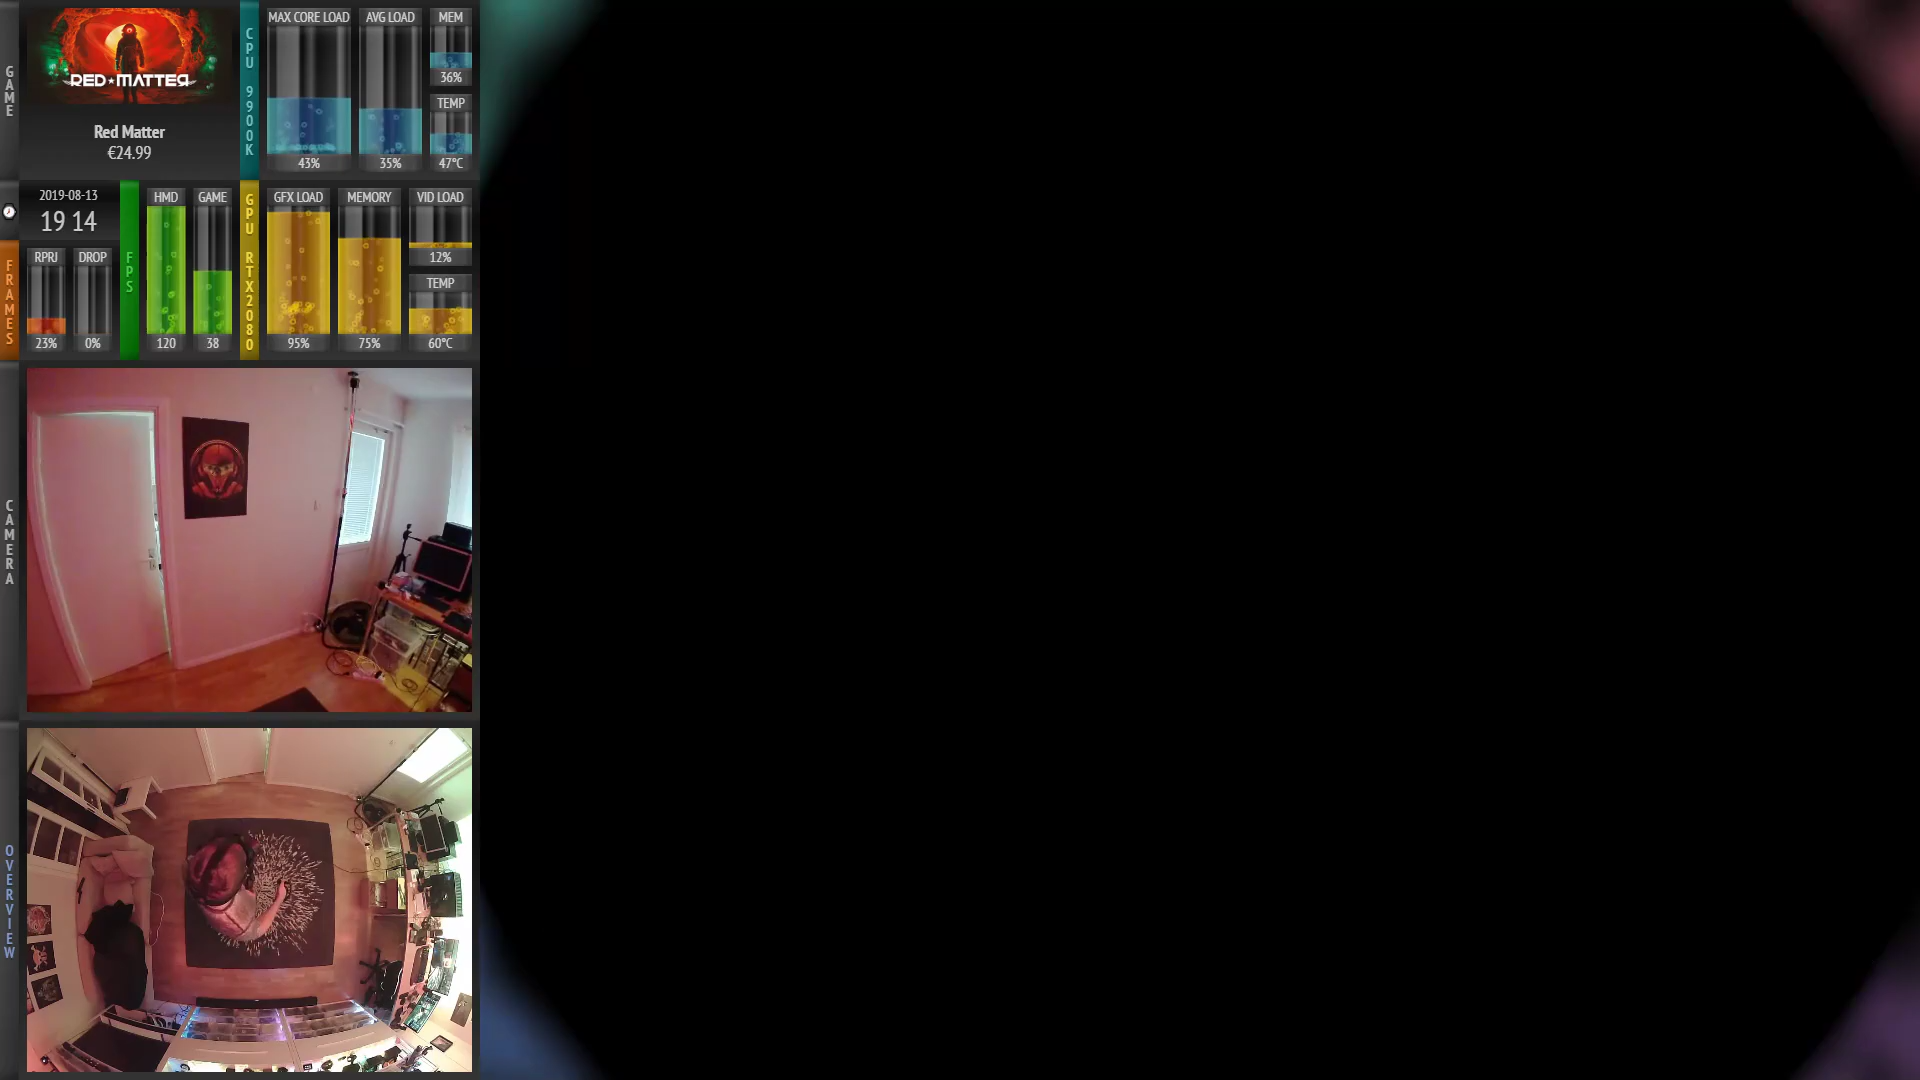 GAME
RED★MATTER
Red Matter
€24.99
CPU 9900K
MAX CORE LOAD
43%
AVG LOAD
35%
MEM
36%
TEMP
47°C
2019-08-13
19 14
FRAMES
RPRJ
23%
DROP
0%
FPS
HMD
120
GAME
38
GPU RTX2080
GFX LOAD
95%
MEMORY
75%
VID LOAD
12%
TEMP
60°C
CAMERA
OVERVIEW